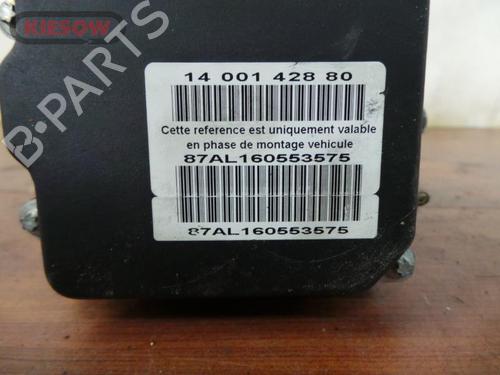 KIESOW
B-PARTS
14 001 428 80
Cette reference est uniquement valable
en phase de montage vehicule
87AL160553575
87AL160553575